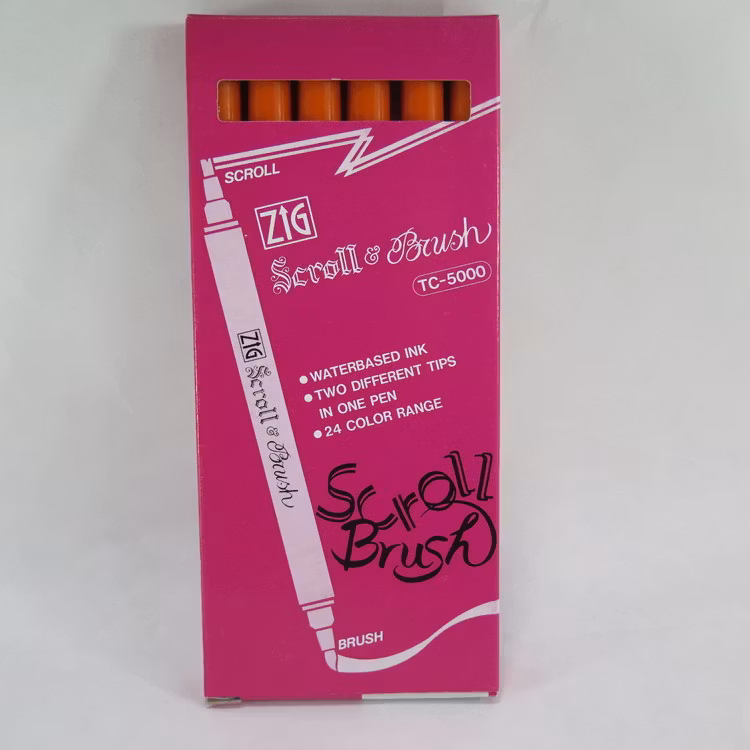 SCROLL
ZIG
Scroll & Brush
TC-5000
ZIG Scroll & Brush
● WATERBASED INK
● TWO DIFFERENT TIPS
IN ONE PEN
● 24 COLOR RANGE
Scroll
Brush
BRUSH